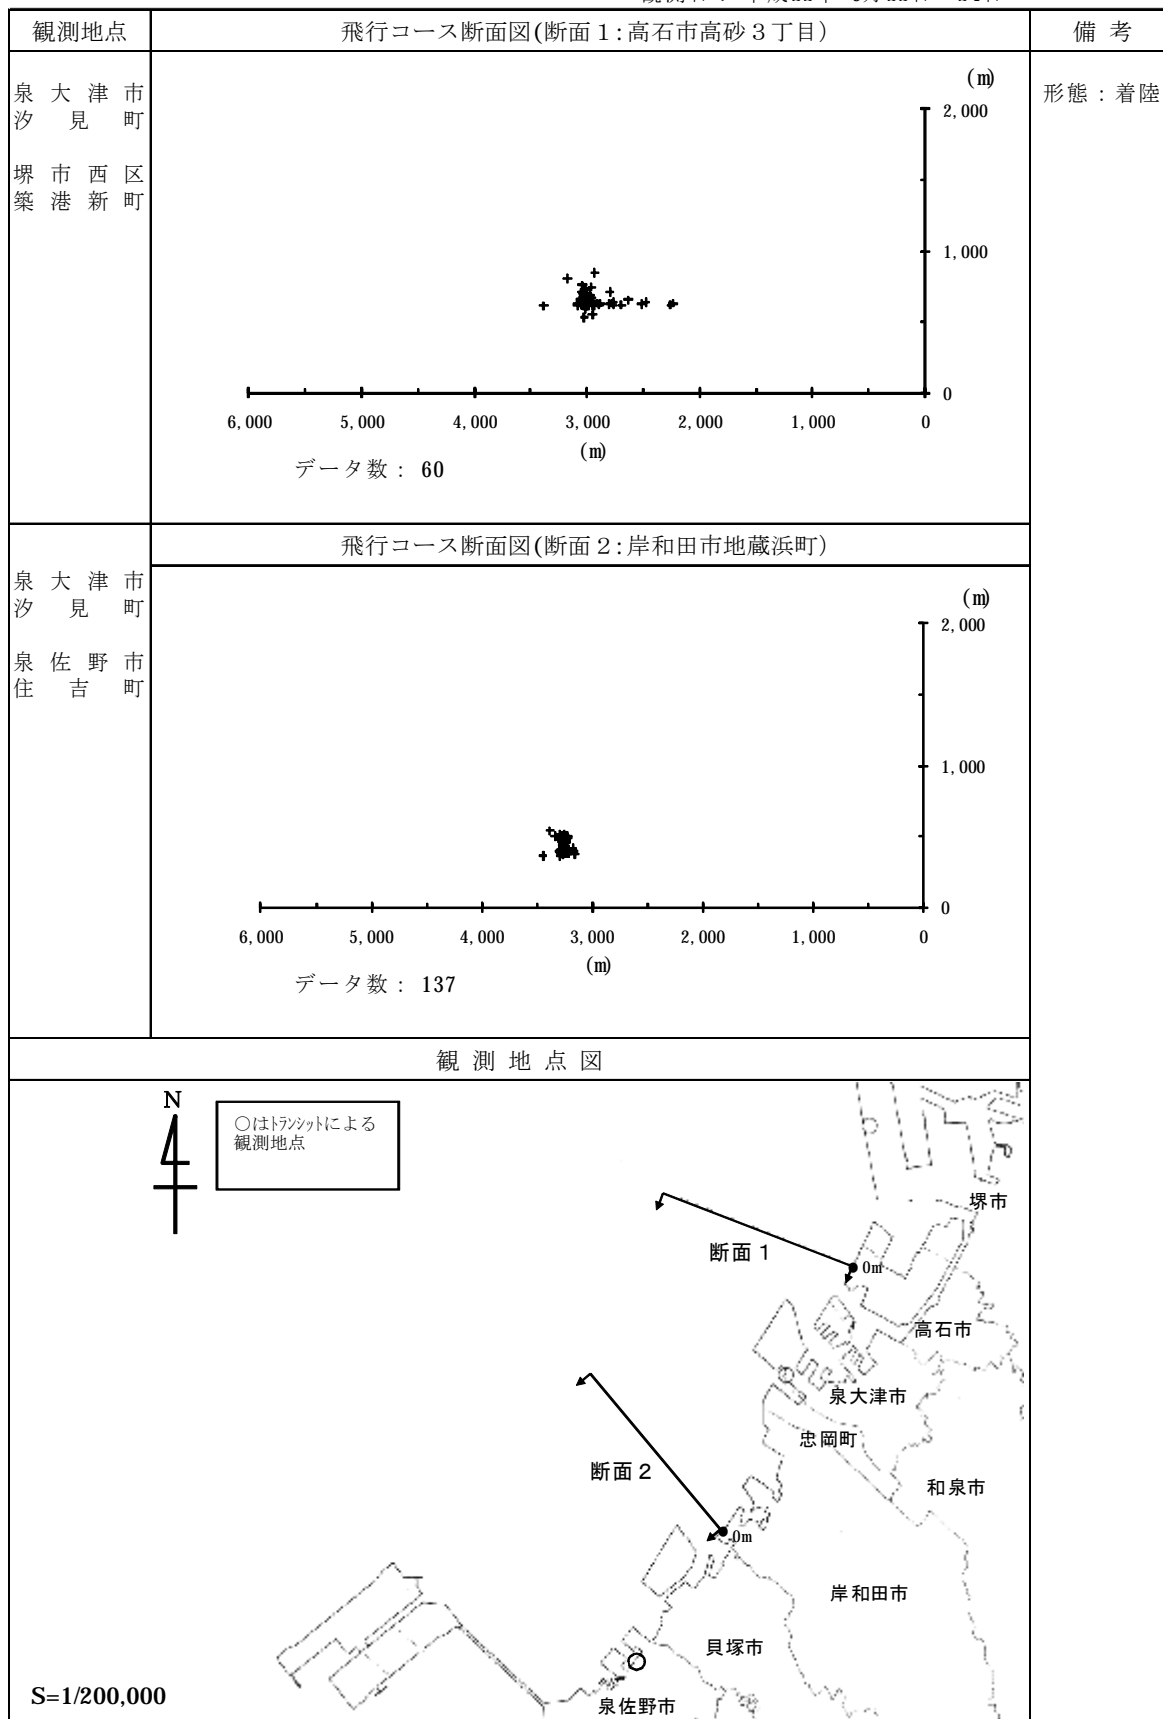 観測地点
飛行コース断面図(断面1:高石市高砂3丁目)
備 考
泉 大 津 市
汐 見 町
堺 市 西 区
築 港 新 町
形態:着陸
(m)
2,000
1,000
0
6,000 5,000 4,000 3,000 2,000 1,000 0
(m)
データ数: 60
飛行コース断面図(断面2:岸和田市地蔵浜町)
泉 大 津 市
汐 見 町
泉 佐 野 市
住 吉 町
(m)
2,000
1,000
0
6,000 5,000 4,000 3,000 2,000 1,000 0
(m)
データ数: 137
観 測 地 点 図
N
○はトランシットによる
観測地点
堺市
断面1
0m
高石市
泉大津市
忠岡町
断面2
和泉市
0m
岸和田市
貝塚市
泉佐野市
S=1/200,000